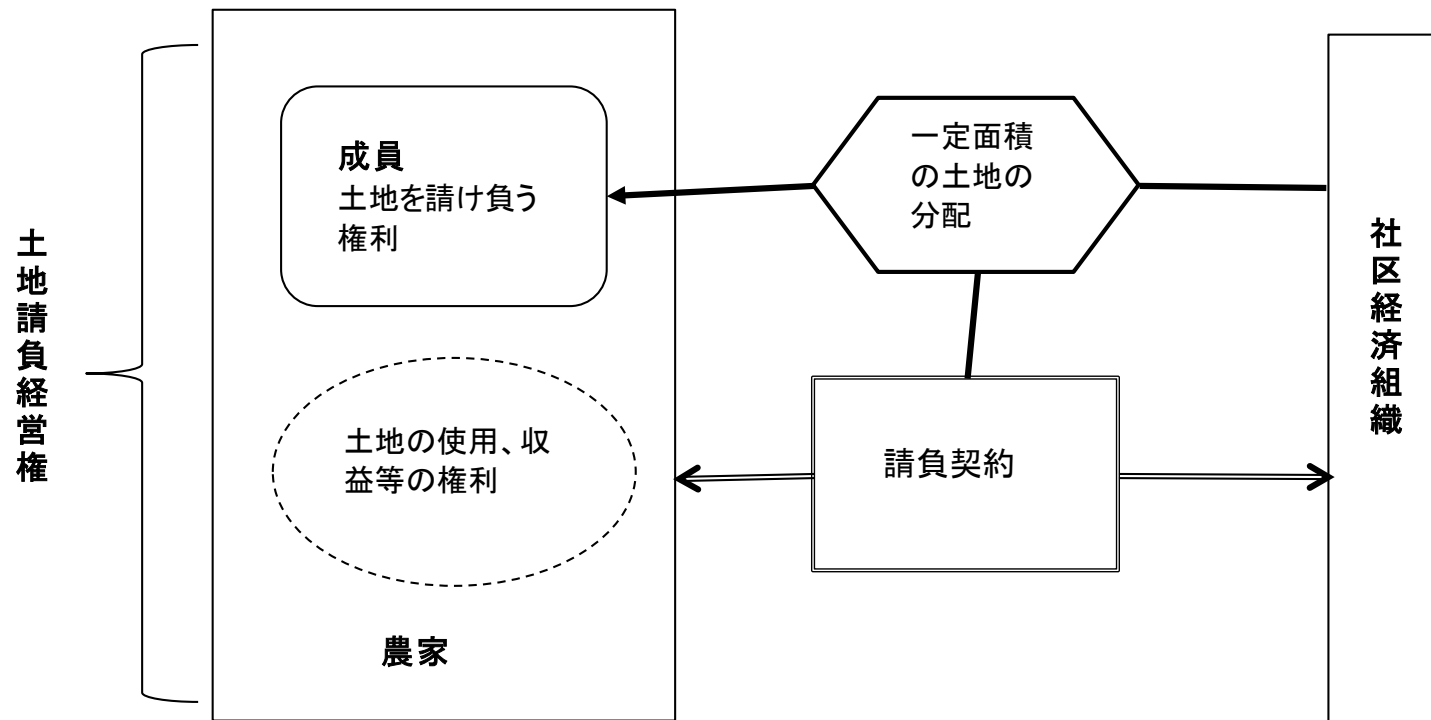 土地請負経営権
成員
土地を請け負う
権利
土地の使用、収
益等の権利
農家
一定面積
の土地の
分配
請負契約
社区経済組織